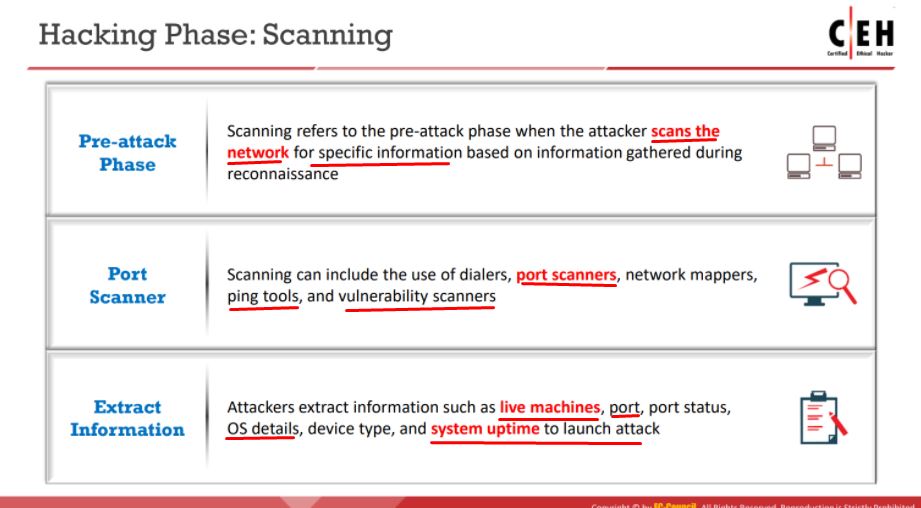 Hacking Phase: Scanning
CEH
Certified Ethical Hacker
Pre-attack
Phase
Scanning refers to the pre-attack phase when the attacker scans the
network for specific information based on information gathered during
reconnaissance
Port
Scanner
Scanning can include the use of dialers, port scanners, network mappers,
ping tools, and vulnerability scanners
Extract
Information
Attackers extract information such as live machines, port, port status,
OS details, device type, and system uptime to launch attack
Copyright © by EC-Council. All Rights Reserved. Reproduction is Strictly Prohibited